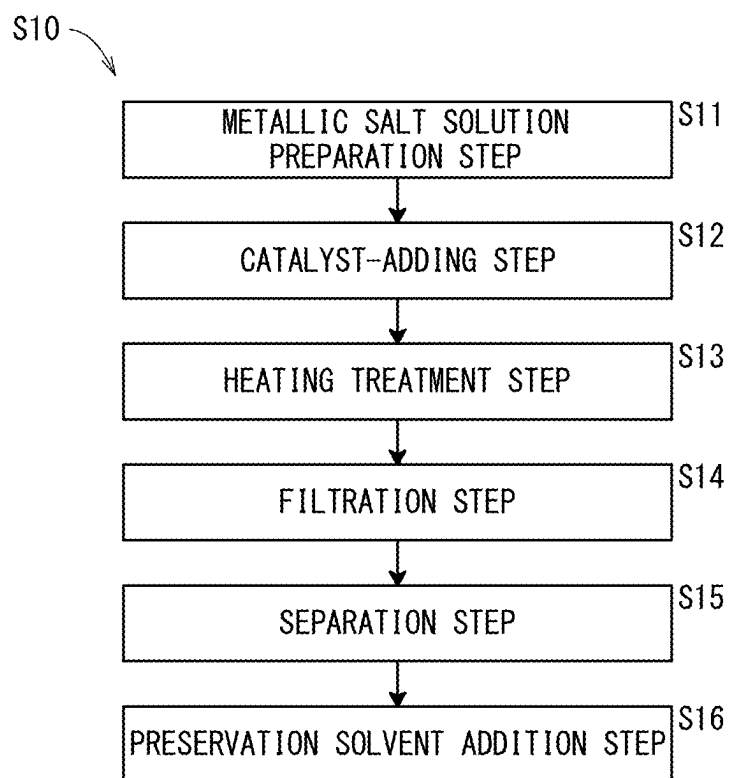 S10
METALLIC SALT SOLUTION
PREPARATION STEP
S11
CATALYST-ADDING STEP
S12
HEATING TREATMENT STEP
S13
FILTRATION STEP
S14
SEPARATION STEP
S15
PRESERVATION SOLVENT ADDITION STEP
S16